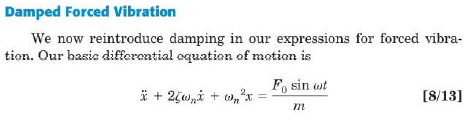 Damped Forced Vibration
We now reintroduce damping in our expressions for forced vibra-
tion. Our basic differential equation of motion is
ẍ + 2ζωₙẋ + ωₙ²x = F₀ sin ωt / m [8/13]